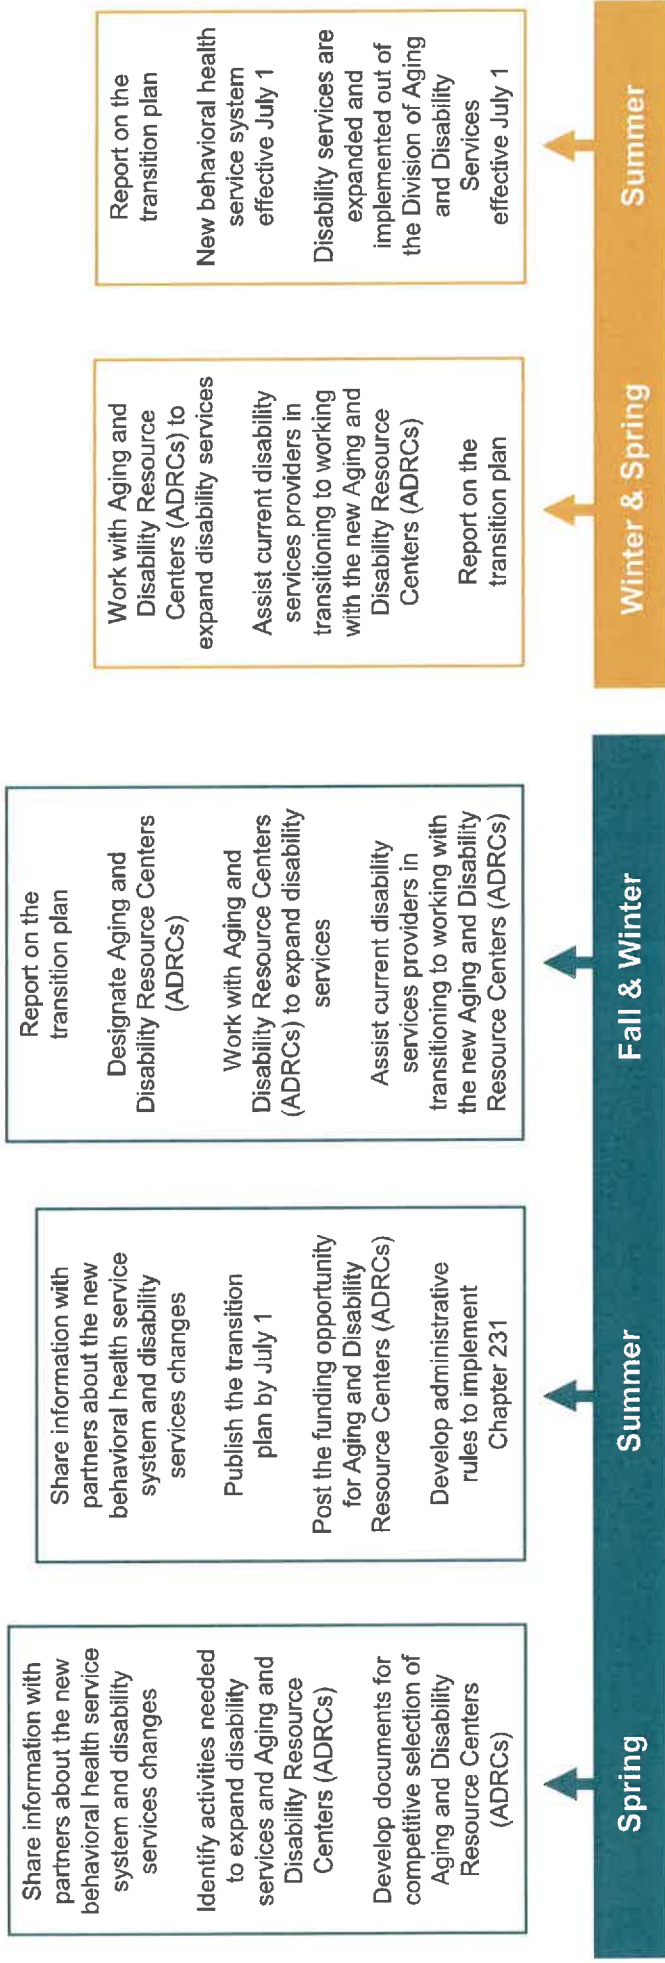 Share information with
partners about the new
behavioral health service
system and disability
services changes
Identify activities needed
to expand disability
services and Aging and
Disability Resource
Centers (ADRCs)
Develop documents for
competitive selection of
Aging and Disability
Resource Centers
(ADRCs)
Spring
Share information with
partners about the new
behavioral health service
system and disability
services changes
Publish the transition
plan by July 1
Post the funding opportunity
for Aging and Disability
Resource Centers (ADRCs)
Develop administrative
rules to implement
Chapter 231
Summer
Report on the
transition plan
Designate Aging and
Disability Resource Centers
(ADRCs)
Work with Aging and
Disability Resource Centers
(ADRCs) to expand disability
services
Assist current disability
services providers in
transitioning to working with
the new Aging and Disability
Resource Centers (ADRCs)
Fall & Winter
Work with Aging and
Disability Resource
Centers (ADRCs) to
expand disability services
Assist current disability
services providers in
transitioning to working
with the new Aging and
Disability Resource
Centers (ADRCs)
Report on the
transition plan
Winter & Spring
Report on the
transition plan
New behavioral health
service system
effective July 1
Disability services are
expanded and
implemented out of
the Division of Aging
and Disability
Services
effective July 1
Summer